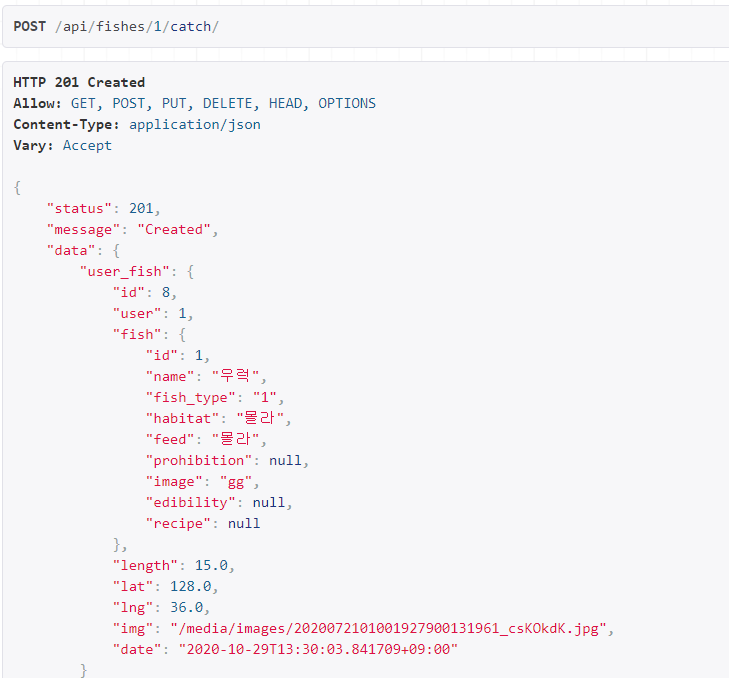 POST /api/fishes/1/catch/
HTTP 201 Created
Allow: GET, POST, PUT, DELETE, HEAD, OPTIONS
Content-Type: application/json
Vary: Accept
{
    "status": 201,
    "message": "Created",
    "data": {
        "user_fish": {
            "id": 8,
            "user": 1,
            "fish": {
                "id": 1,
                "name": "우럭",
                "fish_type": "1",
                "habitat": "몰라",
                "feed": "몰라",
                "prohibition": null,
                "image": "gg",
                "edibility": null,
                "recipe": null
            },
            "length": 15.0,
            "lat": 128.0,
            "lng": 36.0,
            "img": "/media/images/2020072101001927900131961_csKOkdK.jpg",
            "date": "2020-10-29T13:30:03.841709+09:00"
        }